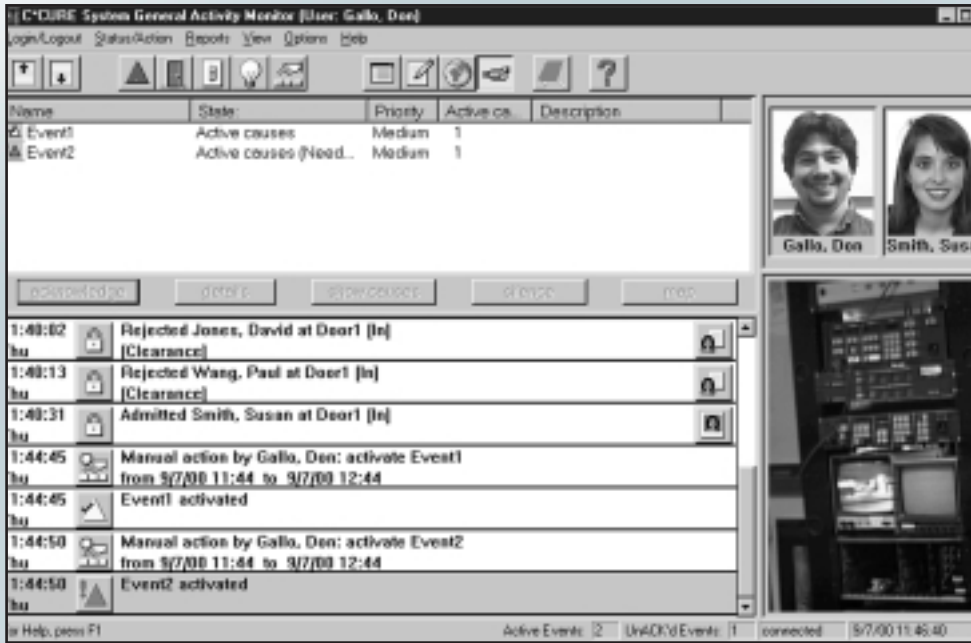 C*CURE System General Activity Monitor [User: Gallo, Don]
ogin/Logout Status/Action Reports View Options Help
Name State: Priority Active ca... Description
Event1 Active causes Medium 1
Event2 Active causes (Need... Medium 1
Gallo, Don Smith, Sus
acknowledge details show causes silence map
1:40:02 Rejected Jones, David at Door1 [In]
hu [Clearance]
1:40:13 Rejected Wang, Paul at Door1 [In]
hu [Clearance]
1:40:31 Admitted Smith, Susan at Door1 [In]
hu
1:44:45 Manual action by Gallo, Don: activate Event1
hu from 9/7/00 11:44 to 9/7/00 12:44
1:44:45 Event1 activated
hu
1:44:50 Manual action by Gallo, Don: activate Event2
hu from 9/7/00 11:44 to 9/7/00 12:44
1:44:50 Event2 activated
hu
or Help, press F1 Active Events: 2 UnACK'd Events: 1 connected 9/7/00 11:46:40